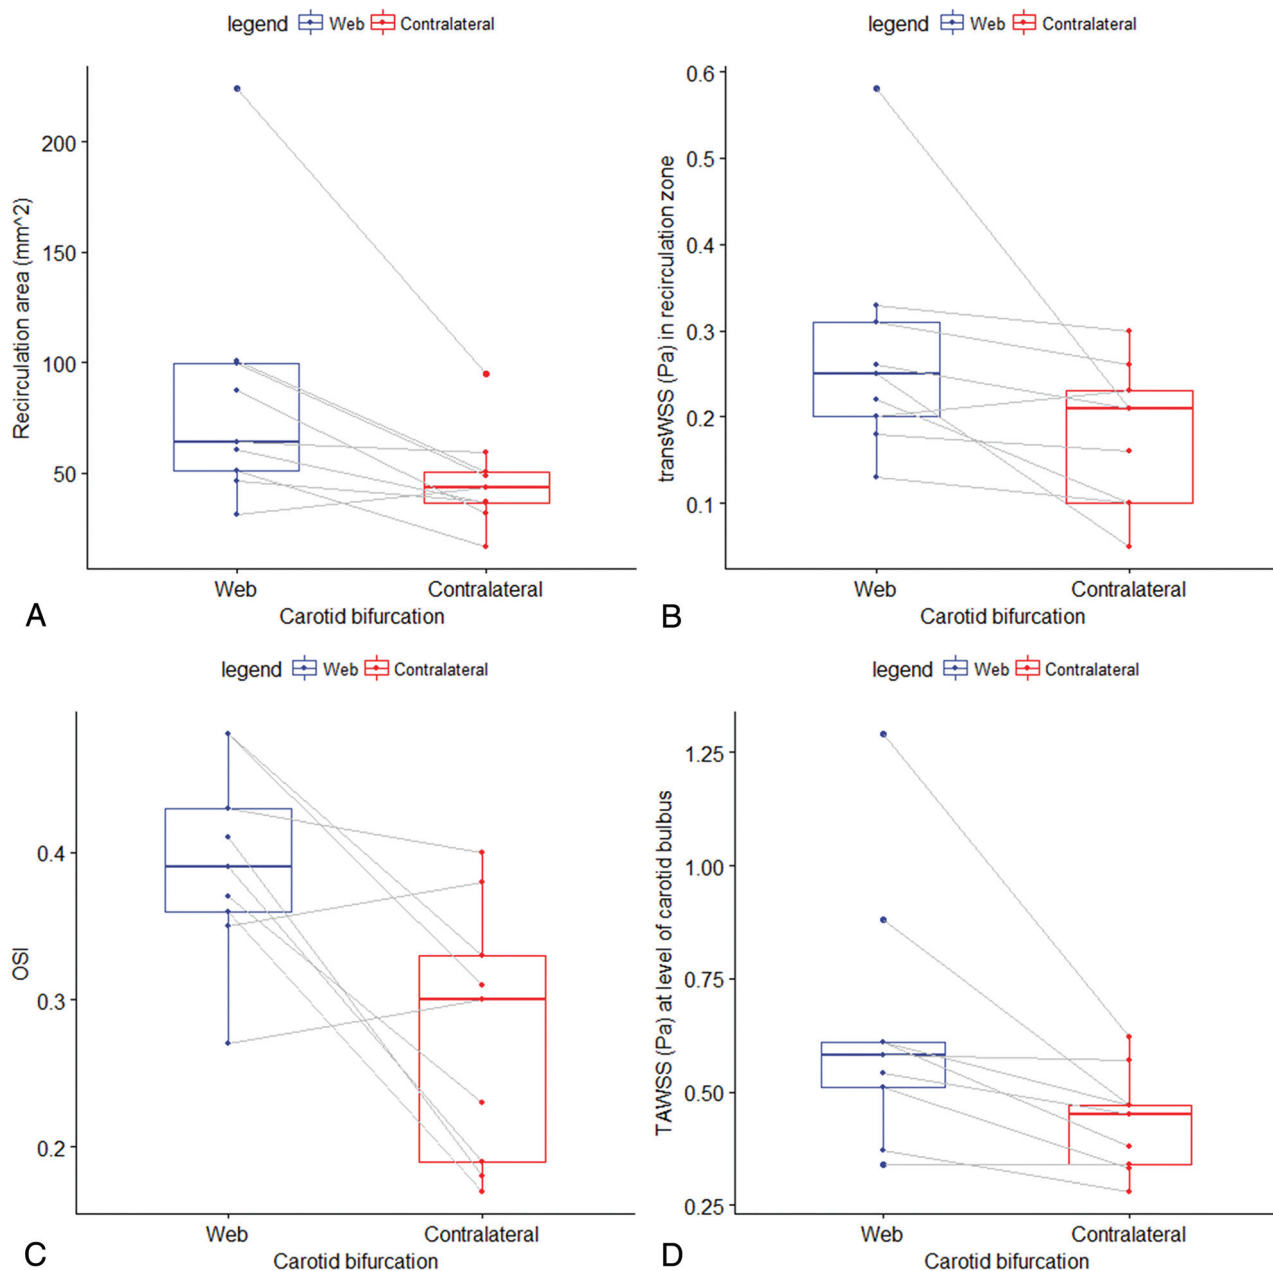 legend Web Contralateral
Recirculation area (mm^2)
200
150
100
50
Web Contralateral
Carotid bifurcation
A
legend Web Contralateral
transWSS (Pa) in recirculation zone
0.6
0.5
0.4
0.3
0.2
0.1
Web Contralateral
Carotid bifurcation
B
legend Web Contralateral
OSI
0.4
0.3
0.2
Web Contralateral
Carotid bifurcation
C
legend Web Contralateral
TAWSS (Pa) at level of carotid bulbus
1.25
1.00
0.75
0.50
0.25
Web Contralateral
Carotid bifurcation
D